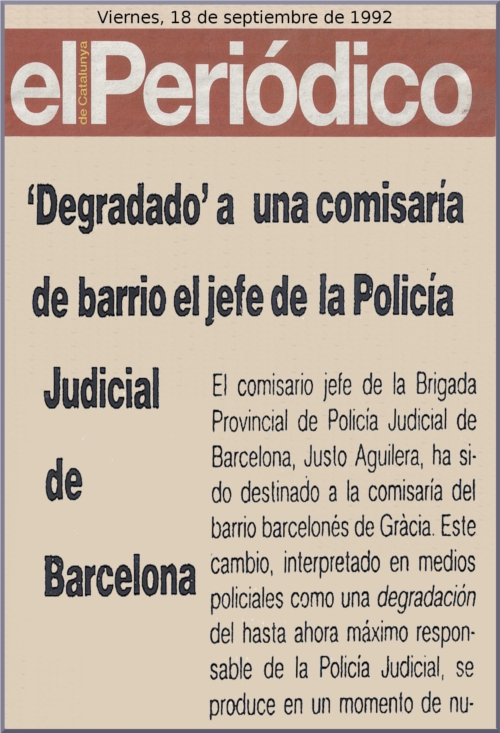 Viernes, 18 de septiembre de 1992
el Periódico
de Catalunya
'Degradado' a una comisaría
de barrio el jefe de la Policía
Judicial
de
Barcelona
El comisario jefe de la Brigada
Provincial de Policía Judicial de
Barcelona, Justo Aguilera, ha si-
do destinado a la comisaría del
barrio barcelonés de Gràcia. Este
cambio, interpretado en medios
policiales como una degradación
del hasta ahora máximo respon-
sable de la Policía Judicial, se
produce en un momento de nu-